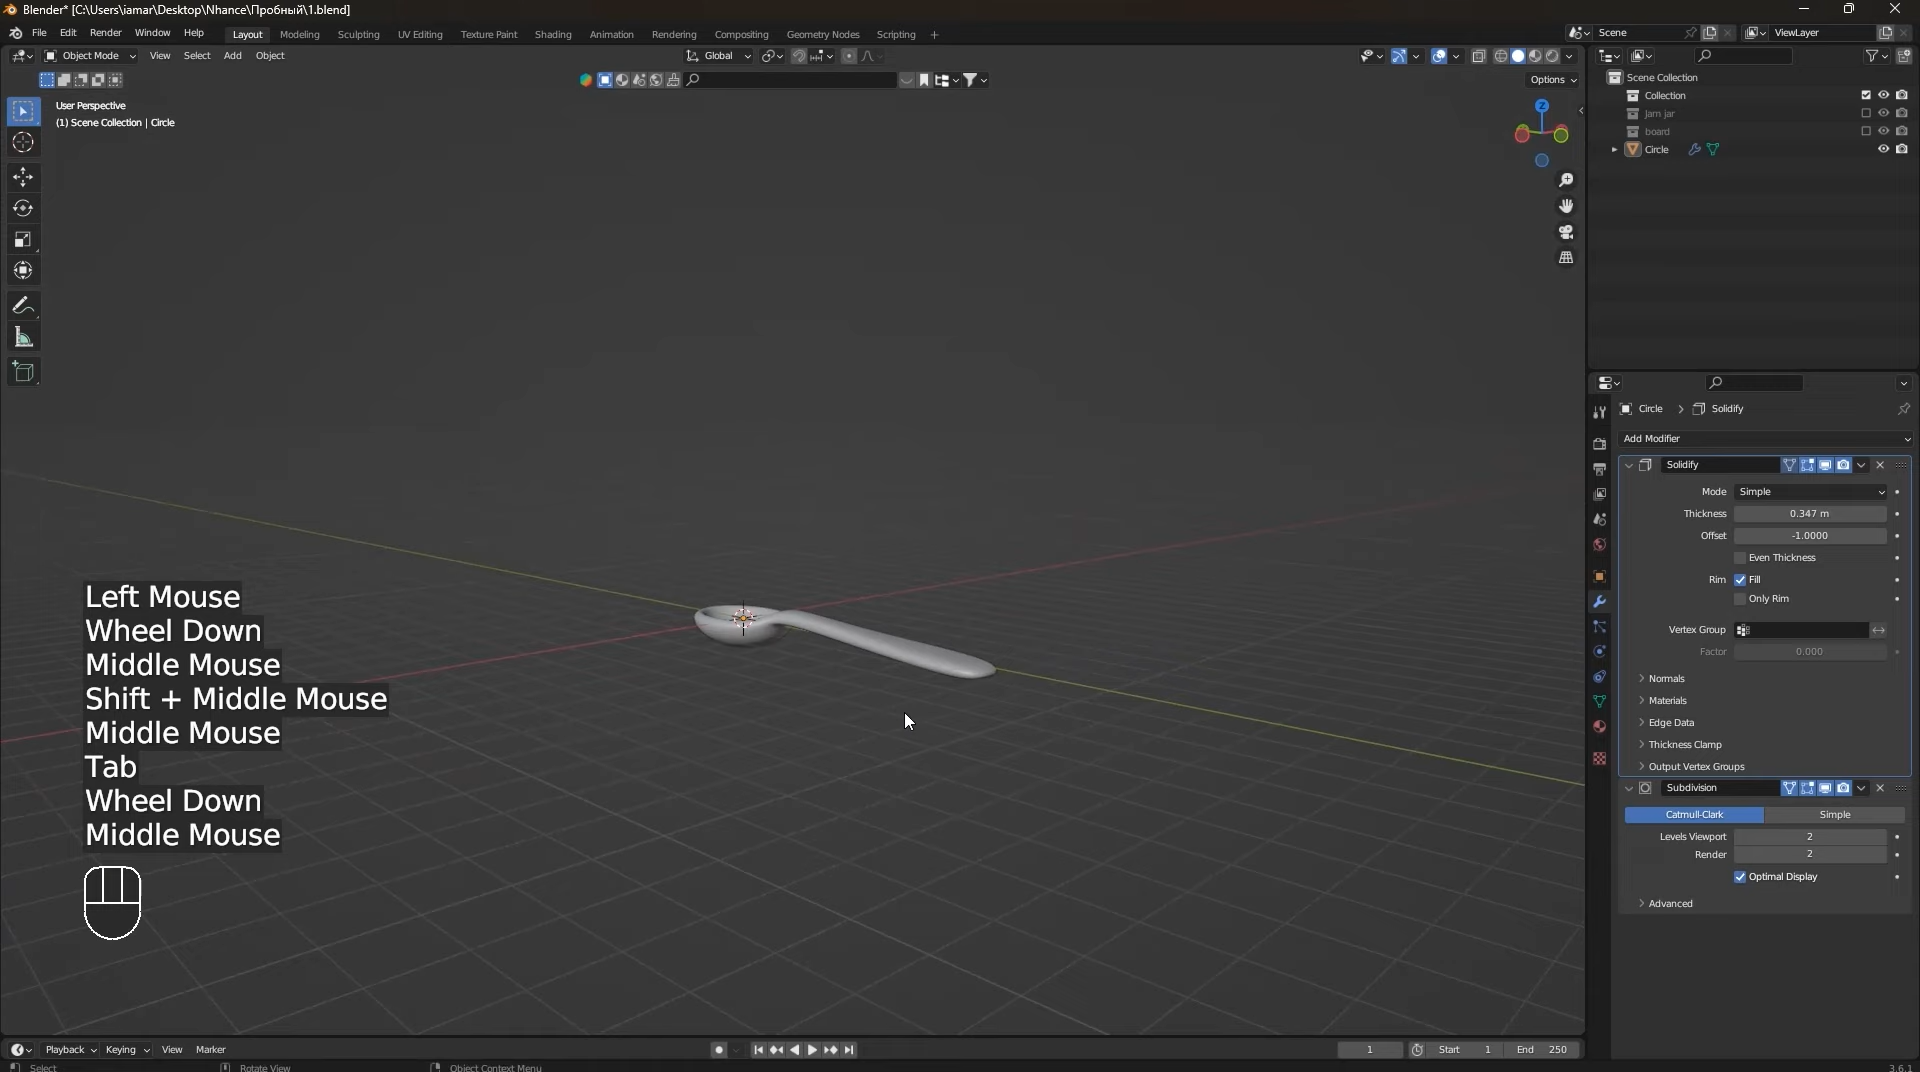 Blender* [C:\Users\iamar\Desktop\Nhance\Пробный\1.blend]
File Edit Render Window Help Layout Modeling Sculpting UV Editing Texture Paint Shading Animation Rendering Compositing Geometry Nodes Scripting + Scene ViewLayer
Object Mode View Select Add Object Global
Options
User Perspective
(1) Scene Collection | Circle
Z
Scene Collection
Collection
Jam jar
board
Circle
Circle > Solidify
Add Modifier
Solidify
Mode Simple
Thickness 0.347 m
Offset -1.0000
Even Thickness
Rim Fill
Only Rim
Vertex Group
Factor 0.000
Normals
Materials
Edge Data
Thickness Clamp
Output Vertex Groups
Subdivision
Catmull-Clark Simple
Levels Viewport 2
Render 2
Optimal Display
Advanced
Left Mouse
Wheel Down
Middle Mouse
Shift + Middle Mouse
Middle Mouse
Tab
Wheel Down
Middle Mouse
Playback Keying View Marker 1 Start 1 End 250
Select Rotate View Object Context Menu 3.6.1